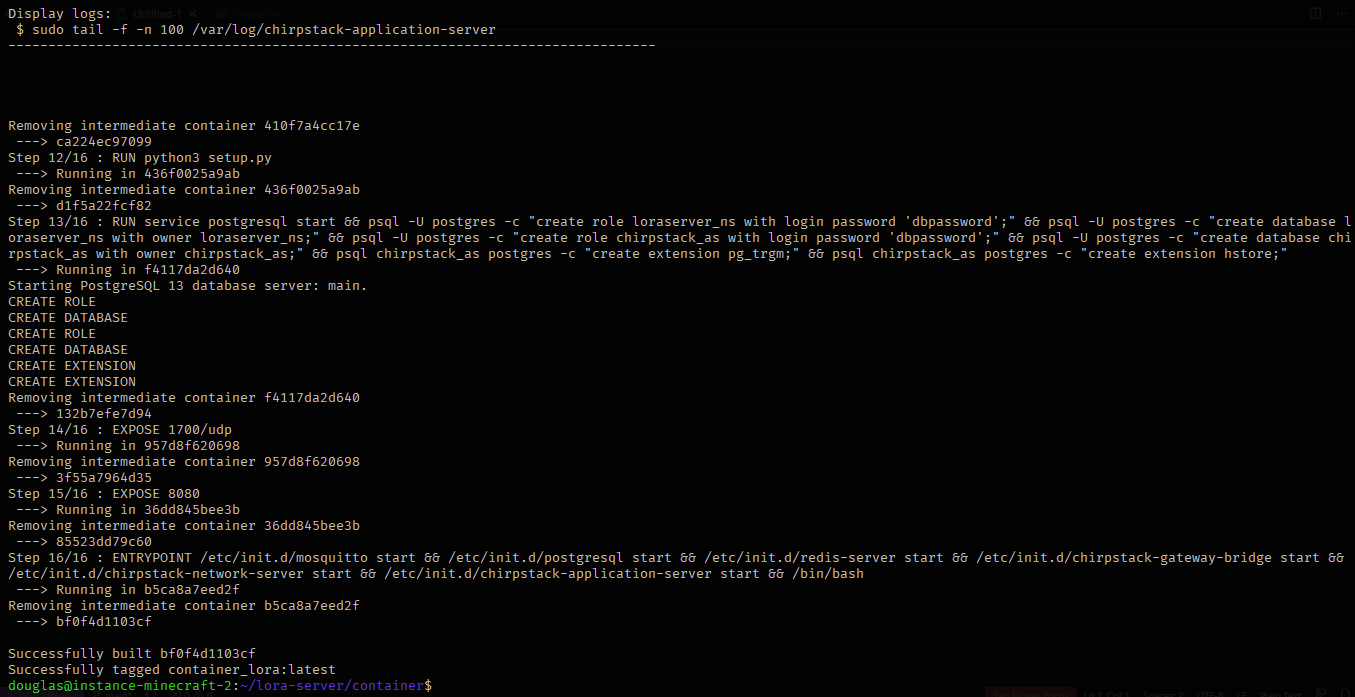 Display logs:
Untitled-1
$ sudo tail -f -n 100 /var/log/chirpstack-application-server
---------------------------------------------------------------------------------
Removing intermediate container 410f7a4cc17e
---> ca224ec97099
Step 12/16 : RUN python3 setup.py
---> Running in 436f0025a9ab
Removing intermediate container 436f0025a9ab
---> d1f5a22fcf82
Step 13/16 : RUN service postgresql start && psql -U postgres -c "create role loraserver_ns with login password 'dbpassword';" && psql -U postgres -c "create database l
oraserver_ns with owner loraserver_ns;" && psql -U postgres -c "create role chirpstack_as with login password 'dbpassword';" && psql -U postgres -c "create database chi
rpstack_as with owner chirpstack_as;" && psql chirpstack_as postgres -c "create extension pg_trgm;" && psql chirpstack_as postgres -c "create extension hstore;"
---> Running in f4117da2d640
Starting PostgreSQL 13 database server: main.
CREATE ROLE
CREATE DATABASE
CREATE ROLE
CREATE DATABASE
CREATE EXTENSION
CREATE EXTENSION
Removing intermediate container f4117da2d640
---> 132b7efe7d94
Step 14/16 : EXPOSE 1700/udp
---> Running in 957d8f620698
Removing intermediate container 957d8f620698
---> 3f55a7964d35
Step 15/16 : EXPOSE 8080
---> Running in 36dd845bee3b
Removing intermediate container 36dd845bee3b
---> 85523dd79c60
Step 16/16 : ENTRYPOINT /etc/init.d/mosquitto start && /etc/init.d/postgresql start && /etc/init.d/redis-server start && /etc/init.d/chirpstack-gateway-bridge start &&
/etc/init.d/chirpstack-network-server start && /etc/init.d/chirpstack-application-server start && /bin/bash
---> Running in b5ca8a7eed2f
Removing intermediate container b5ca8a7eed2f
---> bf0f4d1103cf
Successfully built bf0f4d1103cf
Successfully tagged container_lora:latest
douglas@instance-minecraft-2:~/lora-server/container$